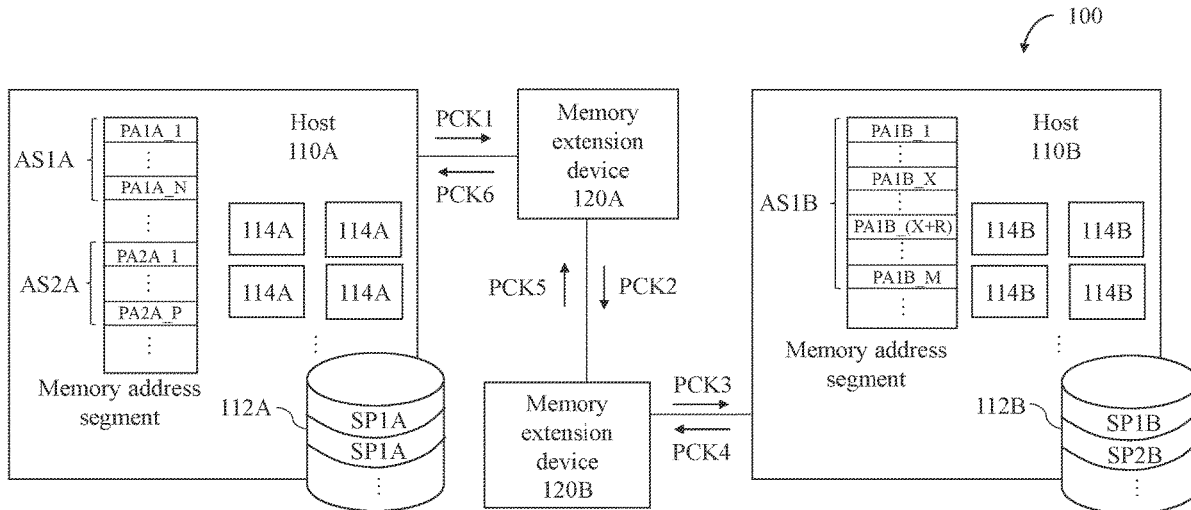 100
AS1A
PA1A_1
⋮
PA1A_N
⋮
AS2A
PA2A_1
⋮
PA2A_P
⋮
Memory address
segment
Host
110A
114A 114A
114A 114A
⋮
112A
SP1A
SP1A
⋮
PCK1
PCK6
Memory
extension
device
120A
PCK5
PCK2
Memory
extension
device
120B
PCK3
PCK4
AS1B
PA1B_1
⋮
PA1B_X
⋮
PA1B_(X+R)
⋮
PA1B_M
⋮
Memory address
segment
Host
110B
114B 114B
114B 114B
⋮
112B
SP1B
SP2B
⋮